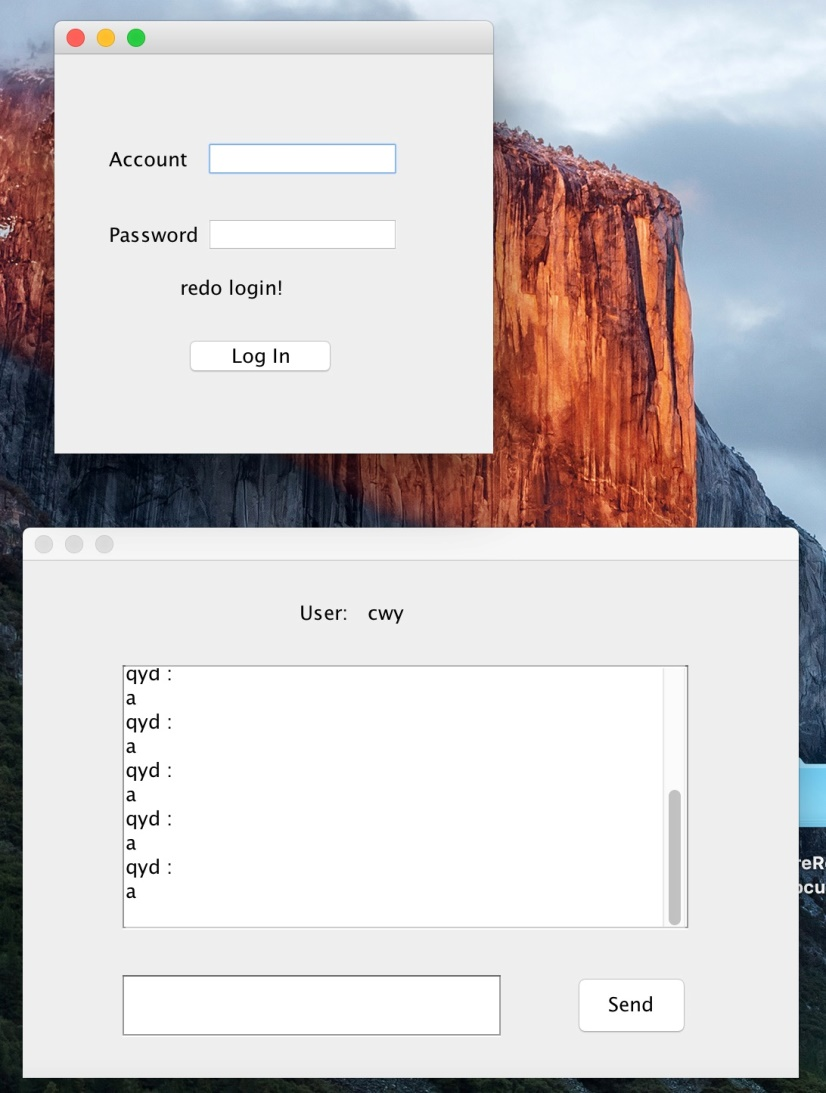 Account
Password
redo login!
Log In
User: cwy
qyd :
a
qyd :
a
qyd :
a
qyd :
a
qyd :
a
Send